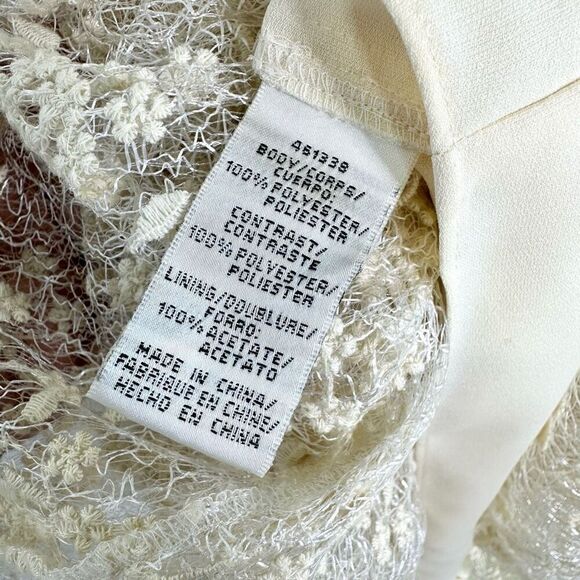 461338
BODY/CORPS/
CUERPO:
100% POLYESTER/
POLIESTER
CONTRAST/
CONTRASTE
100% POLYESTER/
POLIESTER
LINING/DOUBLURE/
FORRO:
100% ACETATE/
ACETATO
MADE IN CHINA/
FABRIQUE EN CHINE/
HECHO EN CHINA